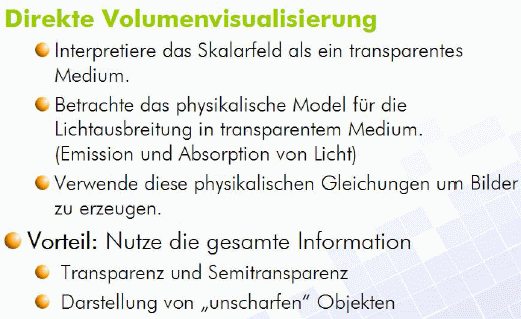 Direkte Volumenvisualisierung
Interpretiere das Skalarfeld als ein transparentes
Medium.
Betrachte das physikalische Model für die
Lichtausbreitung in transparentem Medium.
(Emission und Absorption von Licht)
Verwende diese physikalischen Gleichungen um Bilder
zu erzeugen.
Vorteil: Nutze die gesamte Information
Transparenz und Semitransparenz
Darstellung von „unscharfen“ Objekten